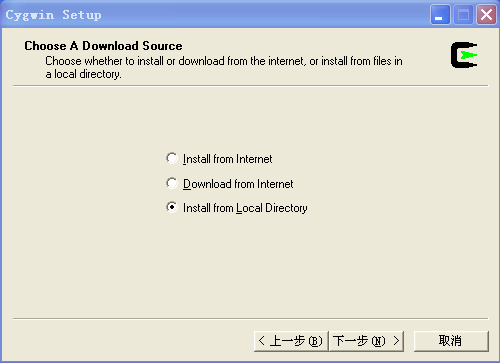 Cygwin Setup
Choose A Download Source
Choose whether to install or download from the internet, or install from files in
a local directory.
Install from Internet
Download from Internet
Install from Local Directory
< 上一步(B) 下一步(N) > 取消